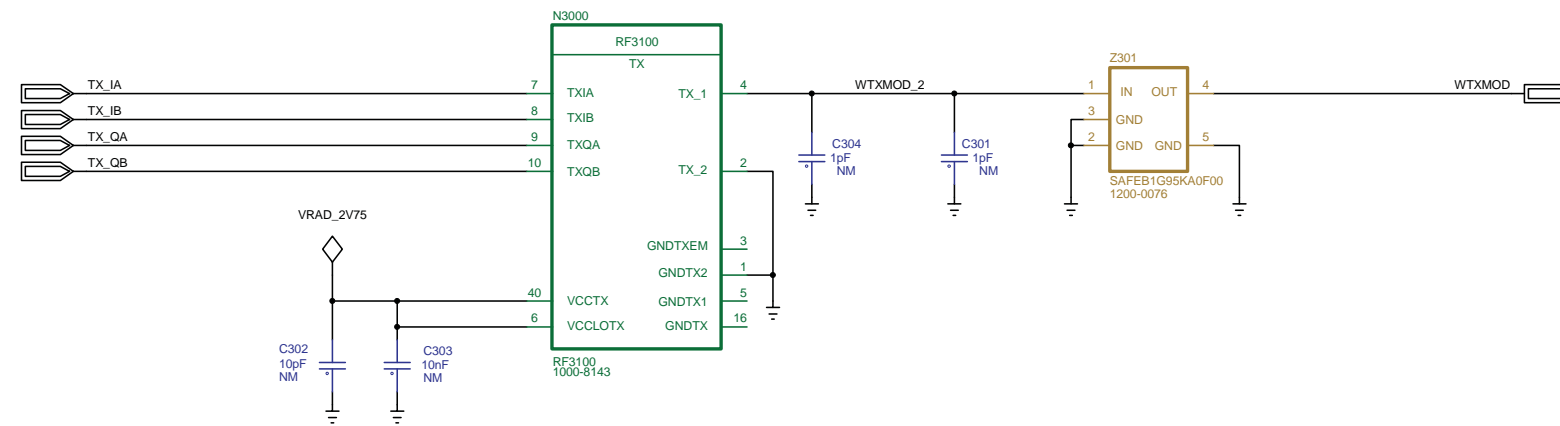 N3000
RF3100
TX
TX_IA
7
TXIA
TX_IB
8
TXIB
TX_QA
9
TXQA
TX_QB
10
TXQB
TX_1
4
WTXMOD_2
TX_2
2
GNDTXEM
3
GNDTX2
1
GNDTX1
5
GNDTX
16
VRAD_2V75
40
VCCTX
6
VCCLOTX
C302
10pF
NM
C303
10nF
NM
RF3100
1000-8143
C304
1pF
NM
C301
1pF
NM
Z301
1
IN
OUT
4
3
GND
2
GND
GND
5
SAFEB1G95KA0F00
1200-0076
WTXMOD